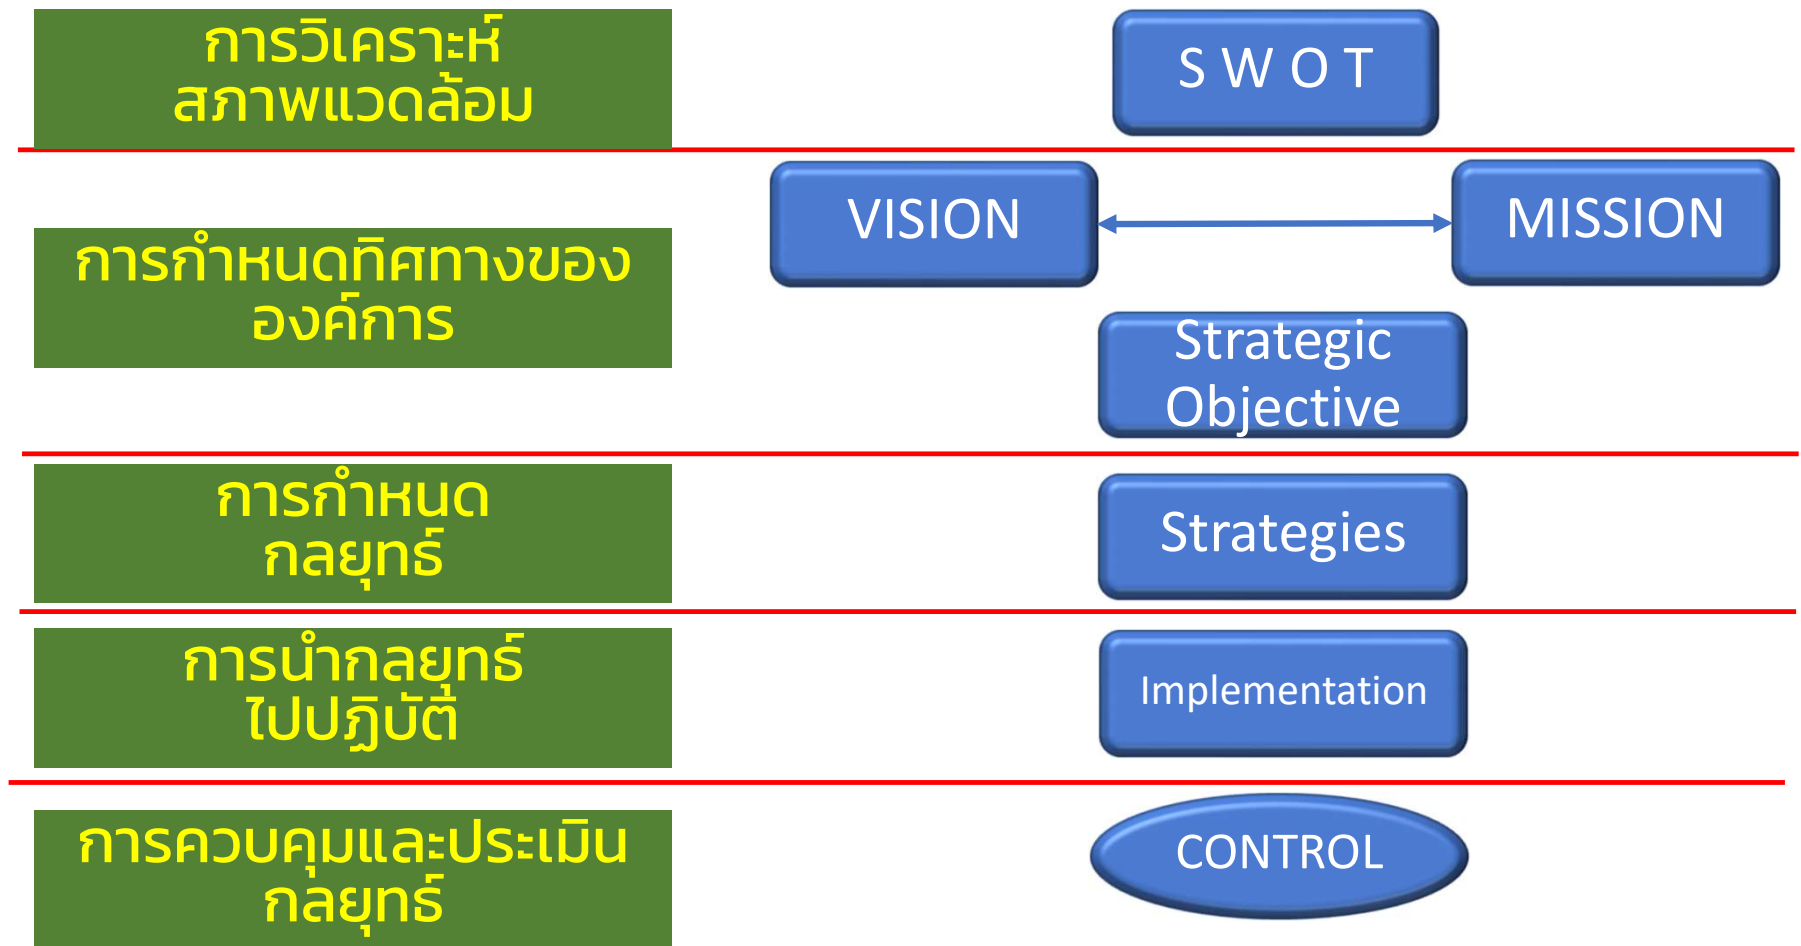 การวิเคราะห์
สภาพแวดล้อม
S W O T
VISION
MISSION
การกำหนดทิศทางของ
องค์การ
Strategic
Objective
การกำหนด
กลยุทธ์
Strategies
การนำกลยุทธ์
ไปปฏิบัติ
Implementation
การควบคุมและประเมิน
กลยุทธ์
CONTROL